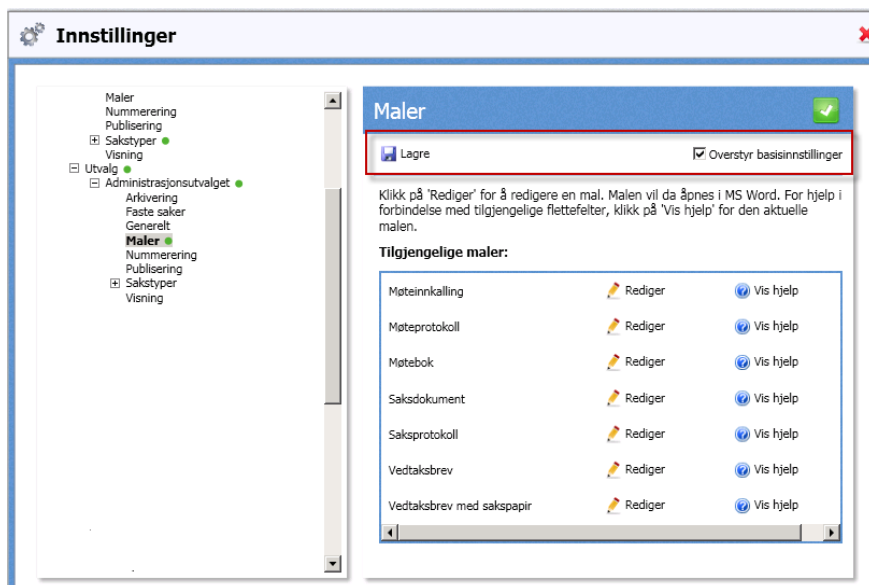 Innstillinger
Maler
Nummerering
Publisering
Sakstyper
Visning
Utvalg
Administrasjonsutvalget
Arkivering
Faste saker
Generelt
Maler
Nummerering
Publisering
Sakstyper
Visning
Maler
Lagre Overstyr basisinnstillinger
Klikk på 'Rediger' for å redigere en mal. Malen vil da åpnes i MS Word. For hjelp i
forbindelse med tilgjengelige flettefelter, klikk på 'Vis hjelp' for den aktuelle
malen.
Tilgjengelige maler:
Møteinnkalling Rediger Vis hjelp
Møteprotokoll Rediger Vis hjelp
Møtebok Rediger Vis hjelp
Saksdokument Rediger Vis hjelp
Saksprotokoll Rediger Vis hjelp
Vedtaksbrev Rediger Vis hjelp
Vedtaksbrev med sakspapir Rediger Vis hjelp